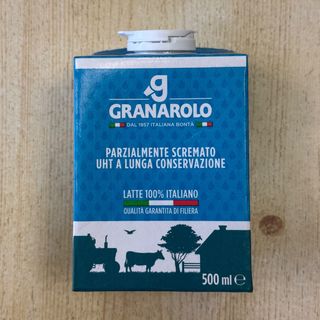 g
GRANAROLO
DAL 1957 ITALIANA BONTÀ
PARZIALMENTE SCREMATO
UHT A LUNGA CONSERVAZIONE
LATTE 100% ITALIANO
QUALITÀ GARANTITA DI FILIERA
500 ml ℮